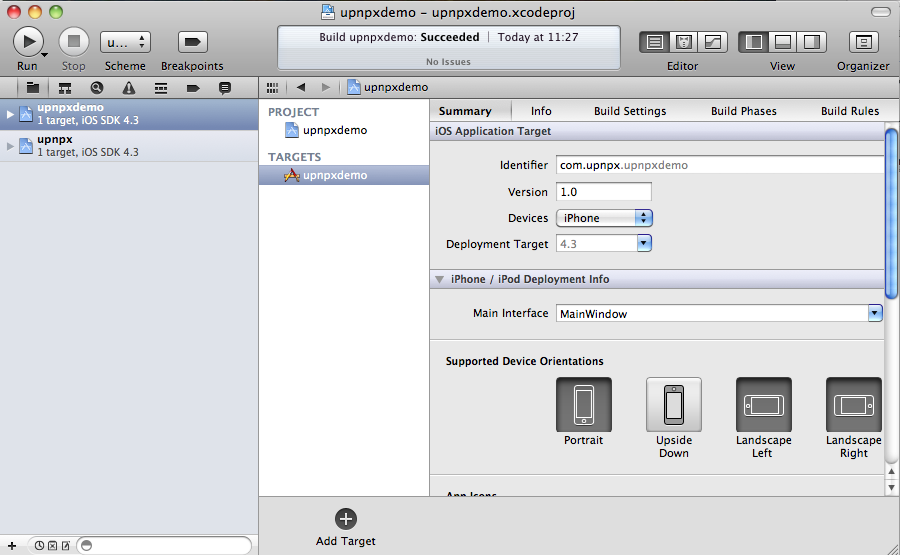 upnpxdemo – upnpxdemo.xcodeproj
Build upnpxdemo: Succeeded | Today at 11:27
No Issues
u...
Run
Stop
Scheme
Breakpoints
Editor
View
Organizer
upnpxdemo
1 target, iOS SDK 4.3
upnpx
1 target, iOS SDK 4.3
upnpxdemo
PROJECT
upnpxdemo
TARGETS
upnpxdemo
Summary
Info
Build Settings
Build Phases
Build Rules
iOS Application Target
Identifier
com.upnpx.upnpxdemo
Version
1.0
Devices
iPhone
Deployment Target
4.3
iPhone / iPod Deployment Info
Main Interface
MainWindow
Supported Device Orientations
Portrait
Upside
Down
Landscape
Left
Landscape
Right
App Icons
Add Target